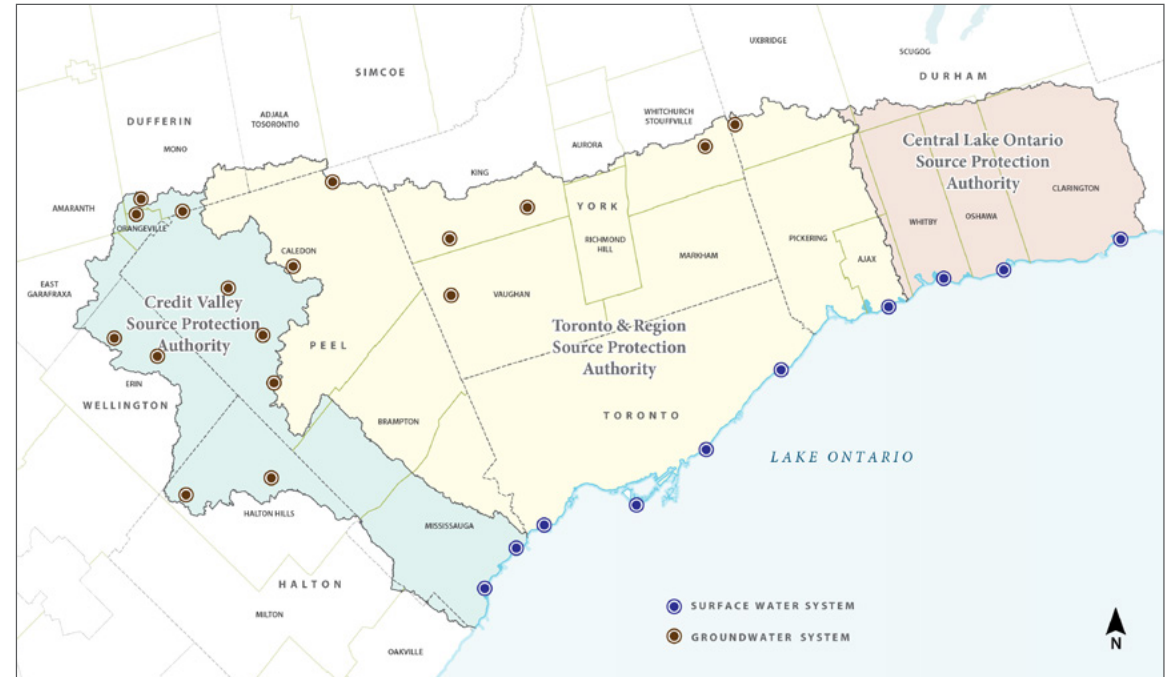 UXBRIDGE
SCUGOG
SIMCOE
DURHAM
DUFFERIN
ADJALA
TOSORONTIO
WHITCHURCH
STOUFFVILLE
MONO
AURORA
KING
Central Lake Ontario
Source Protection
Authority
CLARINGTON
AMARANTH
ORANGEVILLE
YORK
WHITBY
OSHAWA
RICHMOND
HILL
PICKERING
CALEDON
MARKHAM
AJAX
EAST
GARAFRAXA
VAUGHAN
Credit Valley
Source Protection
Authority
Toronto & Region
Source Protection
Authority
PEEL
ERIN
WELLINGTON
BRAMPTON
TORONTO
LAKE ONTARIO
HALTON HILLS
MISSISSAUGA
HALTON
MILTON
OAKVILLE
SURFACE WATER SYSTEM
GROUNDWATER SYSTEM
N